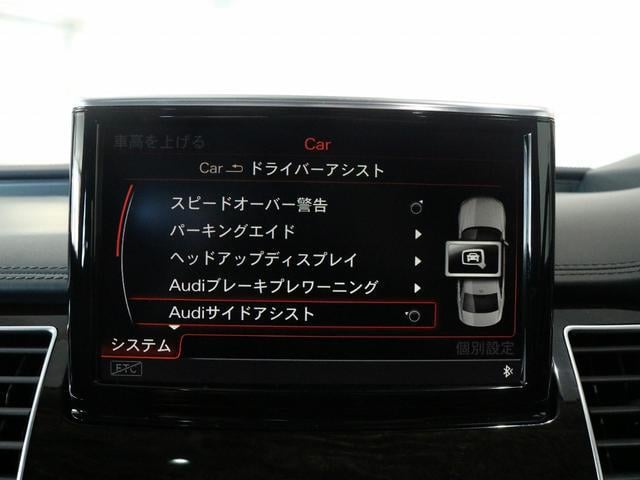 車高を上げる
Car
Car ドライバーアシスト
スピードオーバー警告
パーキングエイド
ヘッドアップディスプレイ
Audiブレーキプレワーニング
Audiサイドアシスト
システム
個別設定
ETC